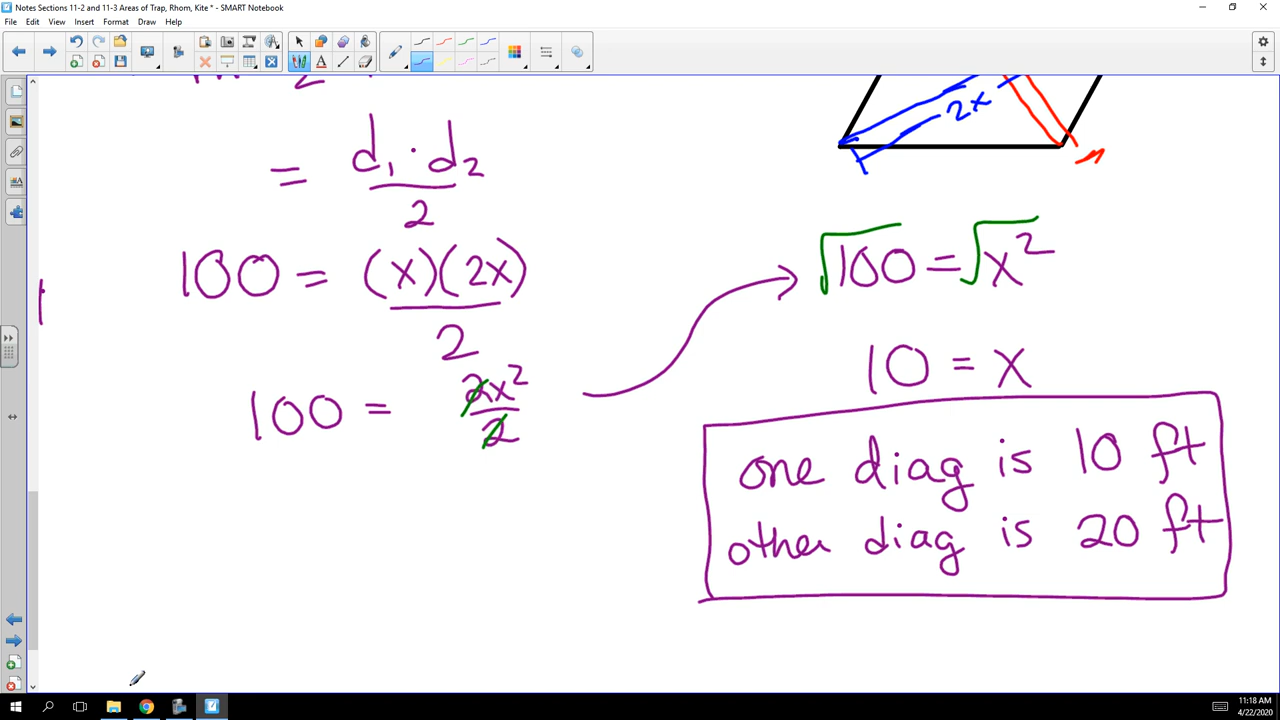 Notes Sections 11-2 and 11-3 Areas of Trap, Rhom, Kite * - SMART Notebook
File Edit View Insert Format Draw Help
2x
= d₁ · d₂ / 2
100 = (x)(2x) / 2
100 = 2x² / 2
√100 = √x²
10 = x
one diag is 10 ft
other diag is 20 ft
11:18 AM
4/22/2020